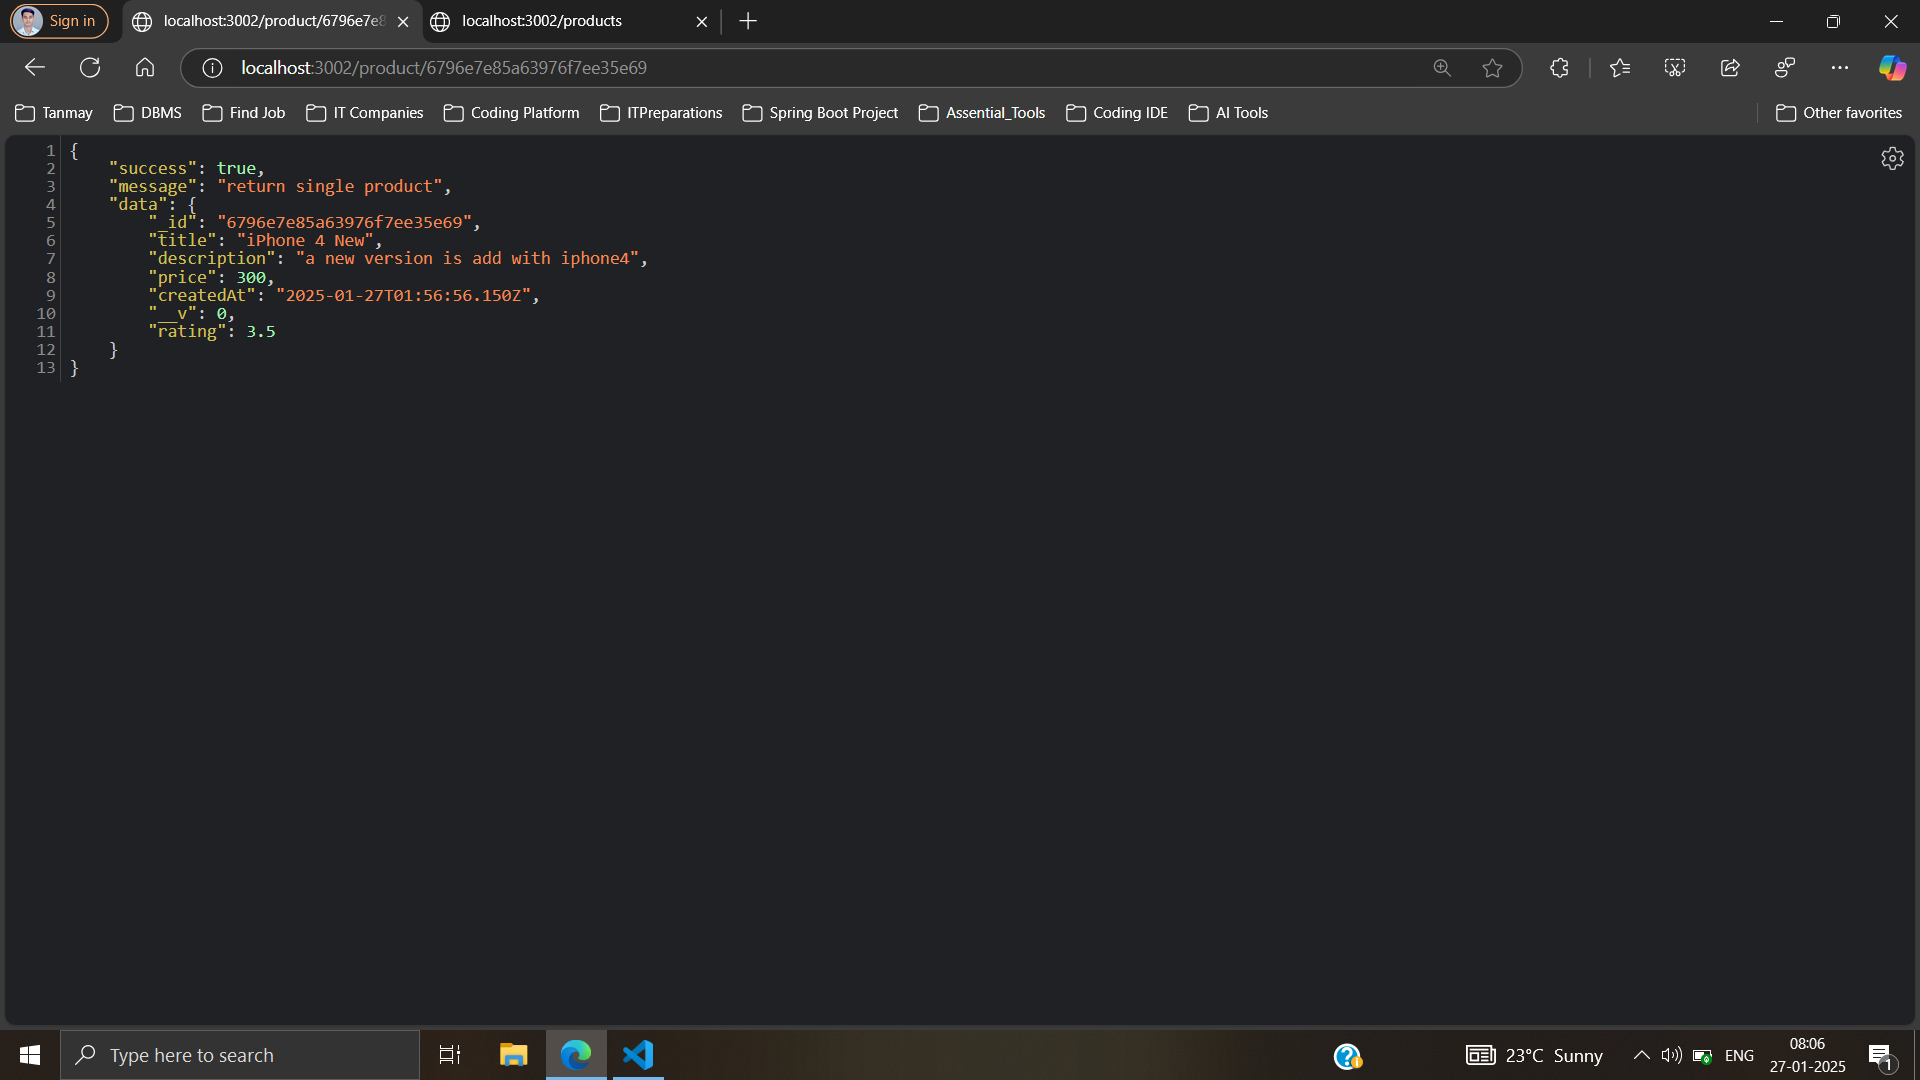 Sign in
localhost:3002/product/6796e7e8
localhost:3002/products
localhost:3002/product/6796e7e85a63976f7ee35e69
Tanmay
DBMS
Find Job
IT Companies
Coding Platform
ITPreparations
Spring Boot Project
Assential_Tools
Coding IDE
AI Tools
Other favorites
1 {
2 "success": true,
3 "message": "return single product",
4 "data": {
5 "_id": "6796e7e85a63976f7ee35e69",
6 "title": "iPhone 4 New",
7 "description": "a new version is add with iphone4",
8 "price": 300,
9 "createdAt": "2025-01-27T01:56:56.150Z",
10 "__v": 0,
11 "rating": 3.5
12 }
13 }
Type here to search
23°C Sunny
ENG
08:06
27-01-2025
1